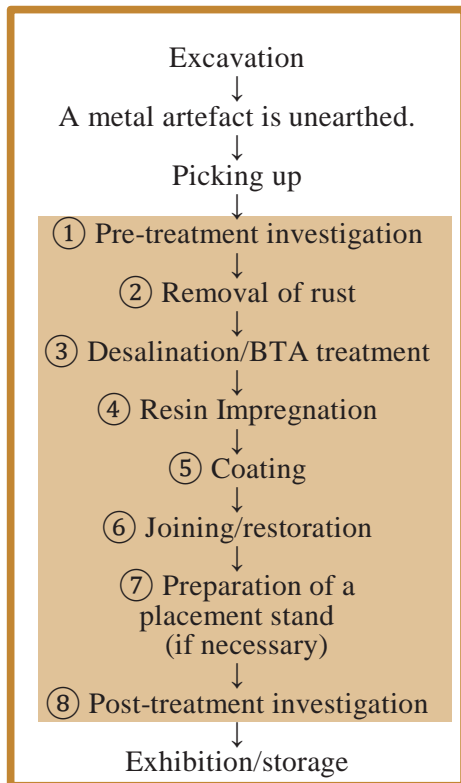 Excavation
↓
A metal artefact is unearthed.
↓
Picking up
↓
① Pre-treatment investigation
↓
② Removal of rust
↓
③ Desalination/BTA treatment
↓
④ Resin Impregnation
↓
⑤ Coating
↓
⑥ Joining/restoration
↓
⑦ Preparation of a
placement stand
(if necessary)
↓
⑧ Post-treatment investigation
↓
Exhibition/storage